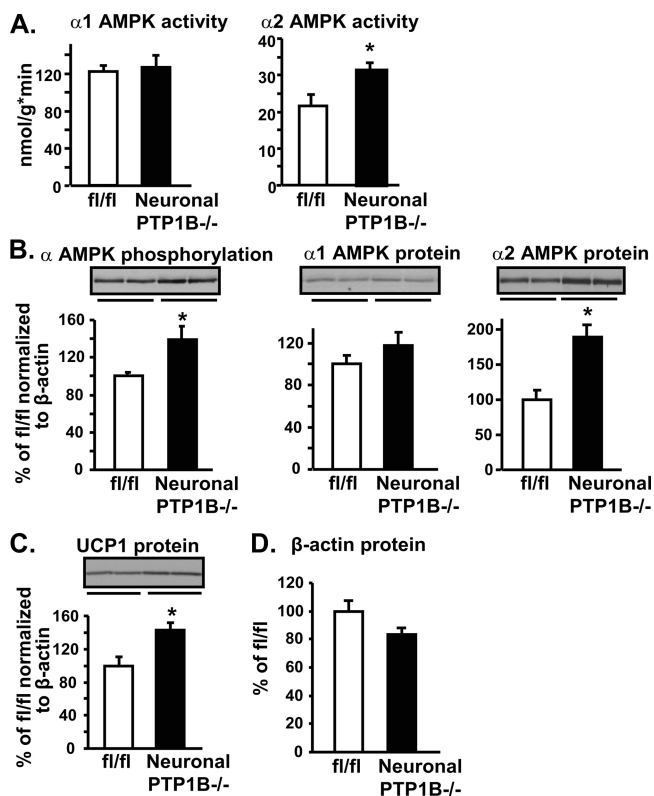 A.
α1 AMPK activity
α2 AMPK activity
nmol/g*min
120
80
40
0
fl/fl
Neuronal
PTP1B-/-
40
30
20
10
0
*
fl/fl
Neuronal
PTP1B-/-
B.
α AMPK phosphorylation
α1 AMPK protein
α2 AMPK protein
% of fl/fl normalized
to β-actin
160
120
80
40
0
*
fl/fl
Neuronal
PTP1B-/-
120
80
40
0
fl/fl
Neuronal
PTP1B-/-
200
150
100
50
0
*
fl/fl
Neuronal
PTP1B-/-
C.
UCP1 protein
% of fl/fl normalized
to β-actin
160
120
80
40
0
*
fl/fl
Neuronal
PTP1B-/-
D.
β-actin protein
% of fl/fl
120
100
80
60
40
20
0
fl/fl
Neuronal
PTP1B-/-